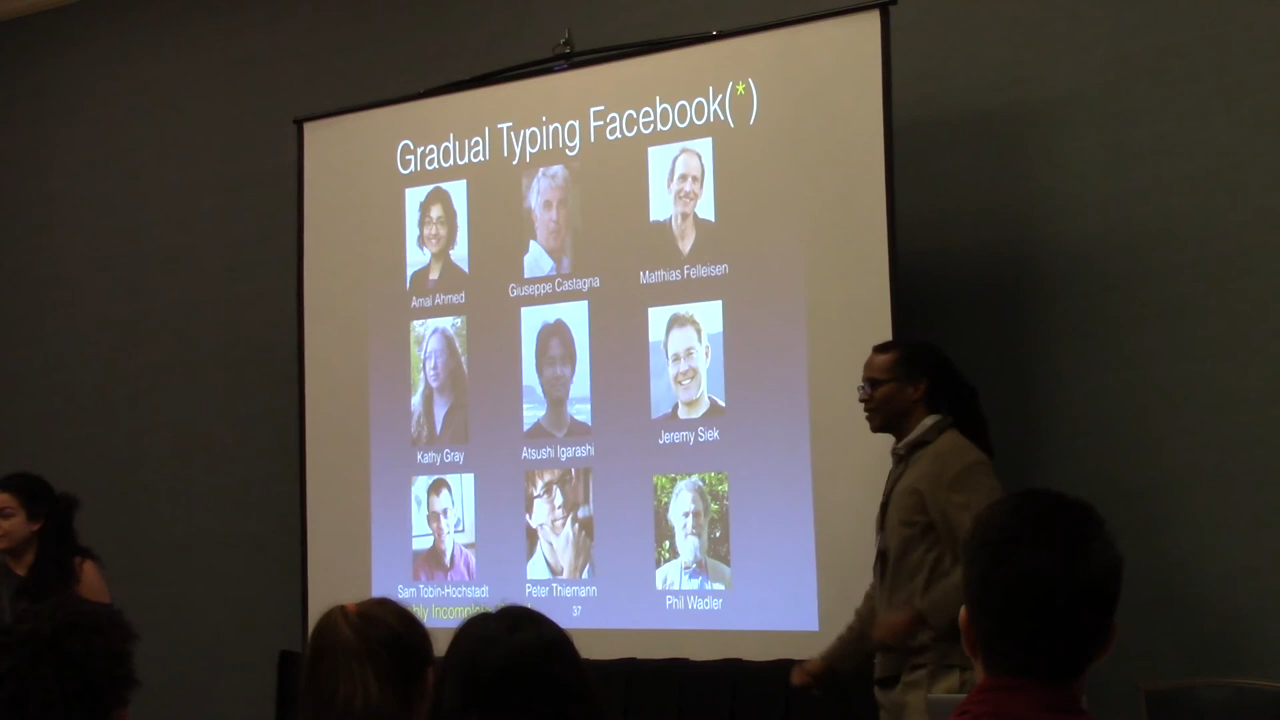 Gradual Typing Facebook(*)
Amal Ahmed
Giuseppe Castagna
Matthias Felleisen
Kathy Gray
Atsushi Igarashi
Jeremy Siek
Sam Tobin-Hochstadt
Peter Thiemann
Phil Wadler
37